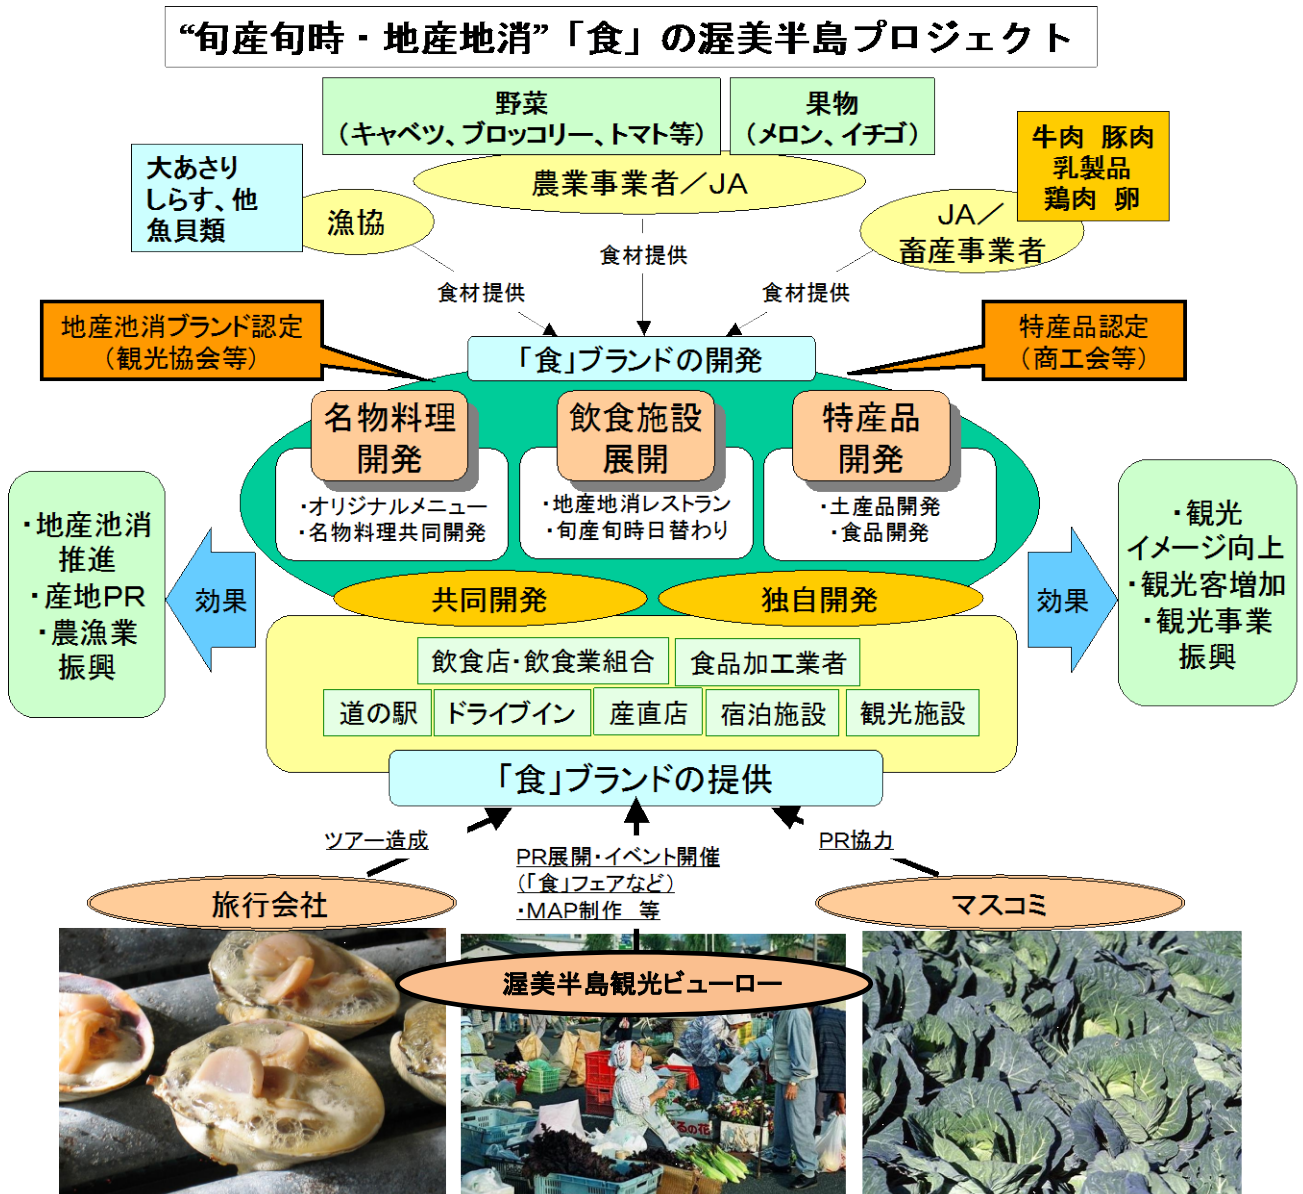 “旬産旬時・地産地消”「食」の渥美半島プロジェクト
野菜
（キャベツ、ブロッコリー、トマト等）
果物
（メロン、イチゴ）
牛肉 豚肉
乳製品
鶏肉 卵
大あさり
しらす、他
魚貝類
漁協
農業事業者／JA
JA／
畜産事業者
食材提供
食材提供
食材提供
地産池消ブランド認定
（観光協会等）
特産品認定
（商工会等）
「食」ブランドの開発
名物料理
開発
・オリジナルメニュー
・名物料理共同開発
飲食施設
展開
・地産地消レストラン
・旬産旬時日替わり
特産品
開発
・土産品開発
・食品開発
・地産池消
推進
・産地PR
・農漁業
振興
効果
効果
・観光
イメージ向上
・観光客増加
・観光事業
振興
共同開発
独自開発
飲食店・飲食業組合
食品加工業者
道の駅
ドライブイン
産直店
宿泊施設
観光施設
「食」ブランドの提供
ツアー造成
PR展開・イベント開催
（「食」フェアなど）
・MAP制作 等
PR協力
旅行会社
マスコミ
渥美半島観光ビューロー
るの花